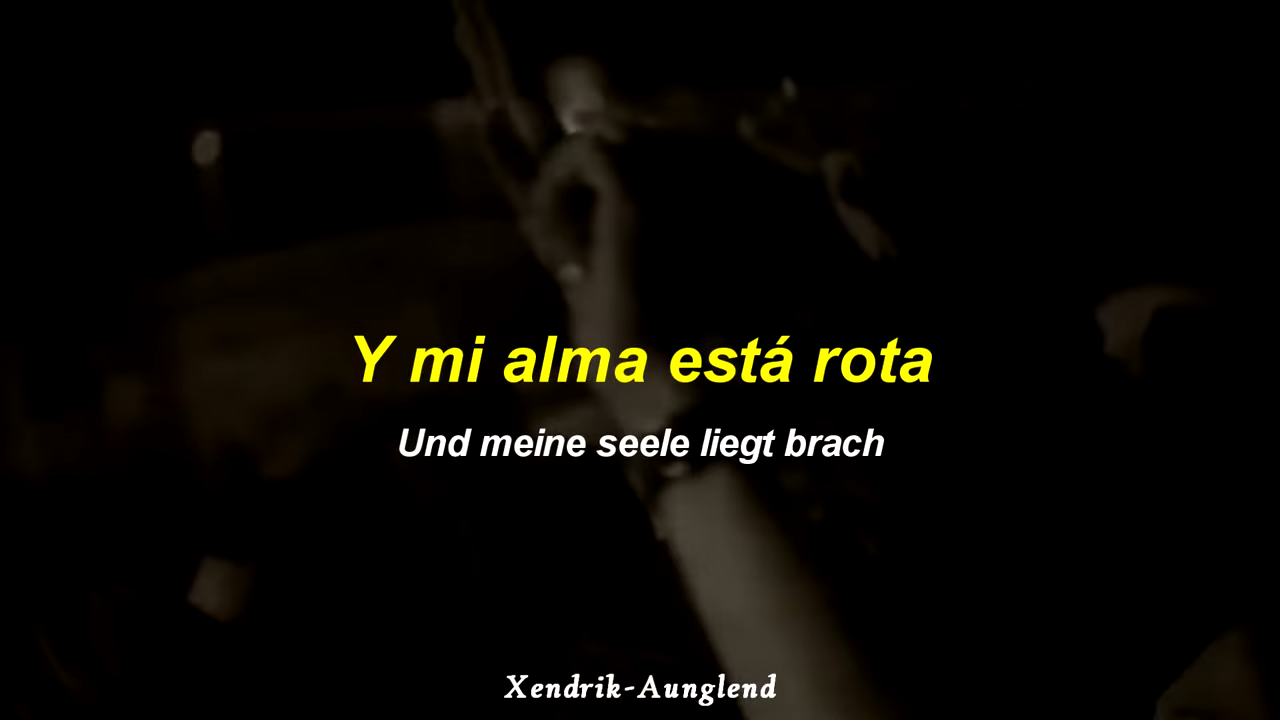 Y mi alma está rota
Und meine seele liegt brach
Xendrik-Aunglend